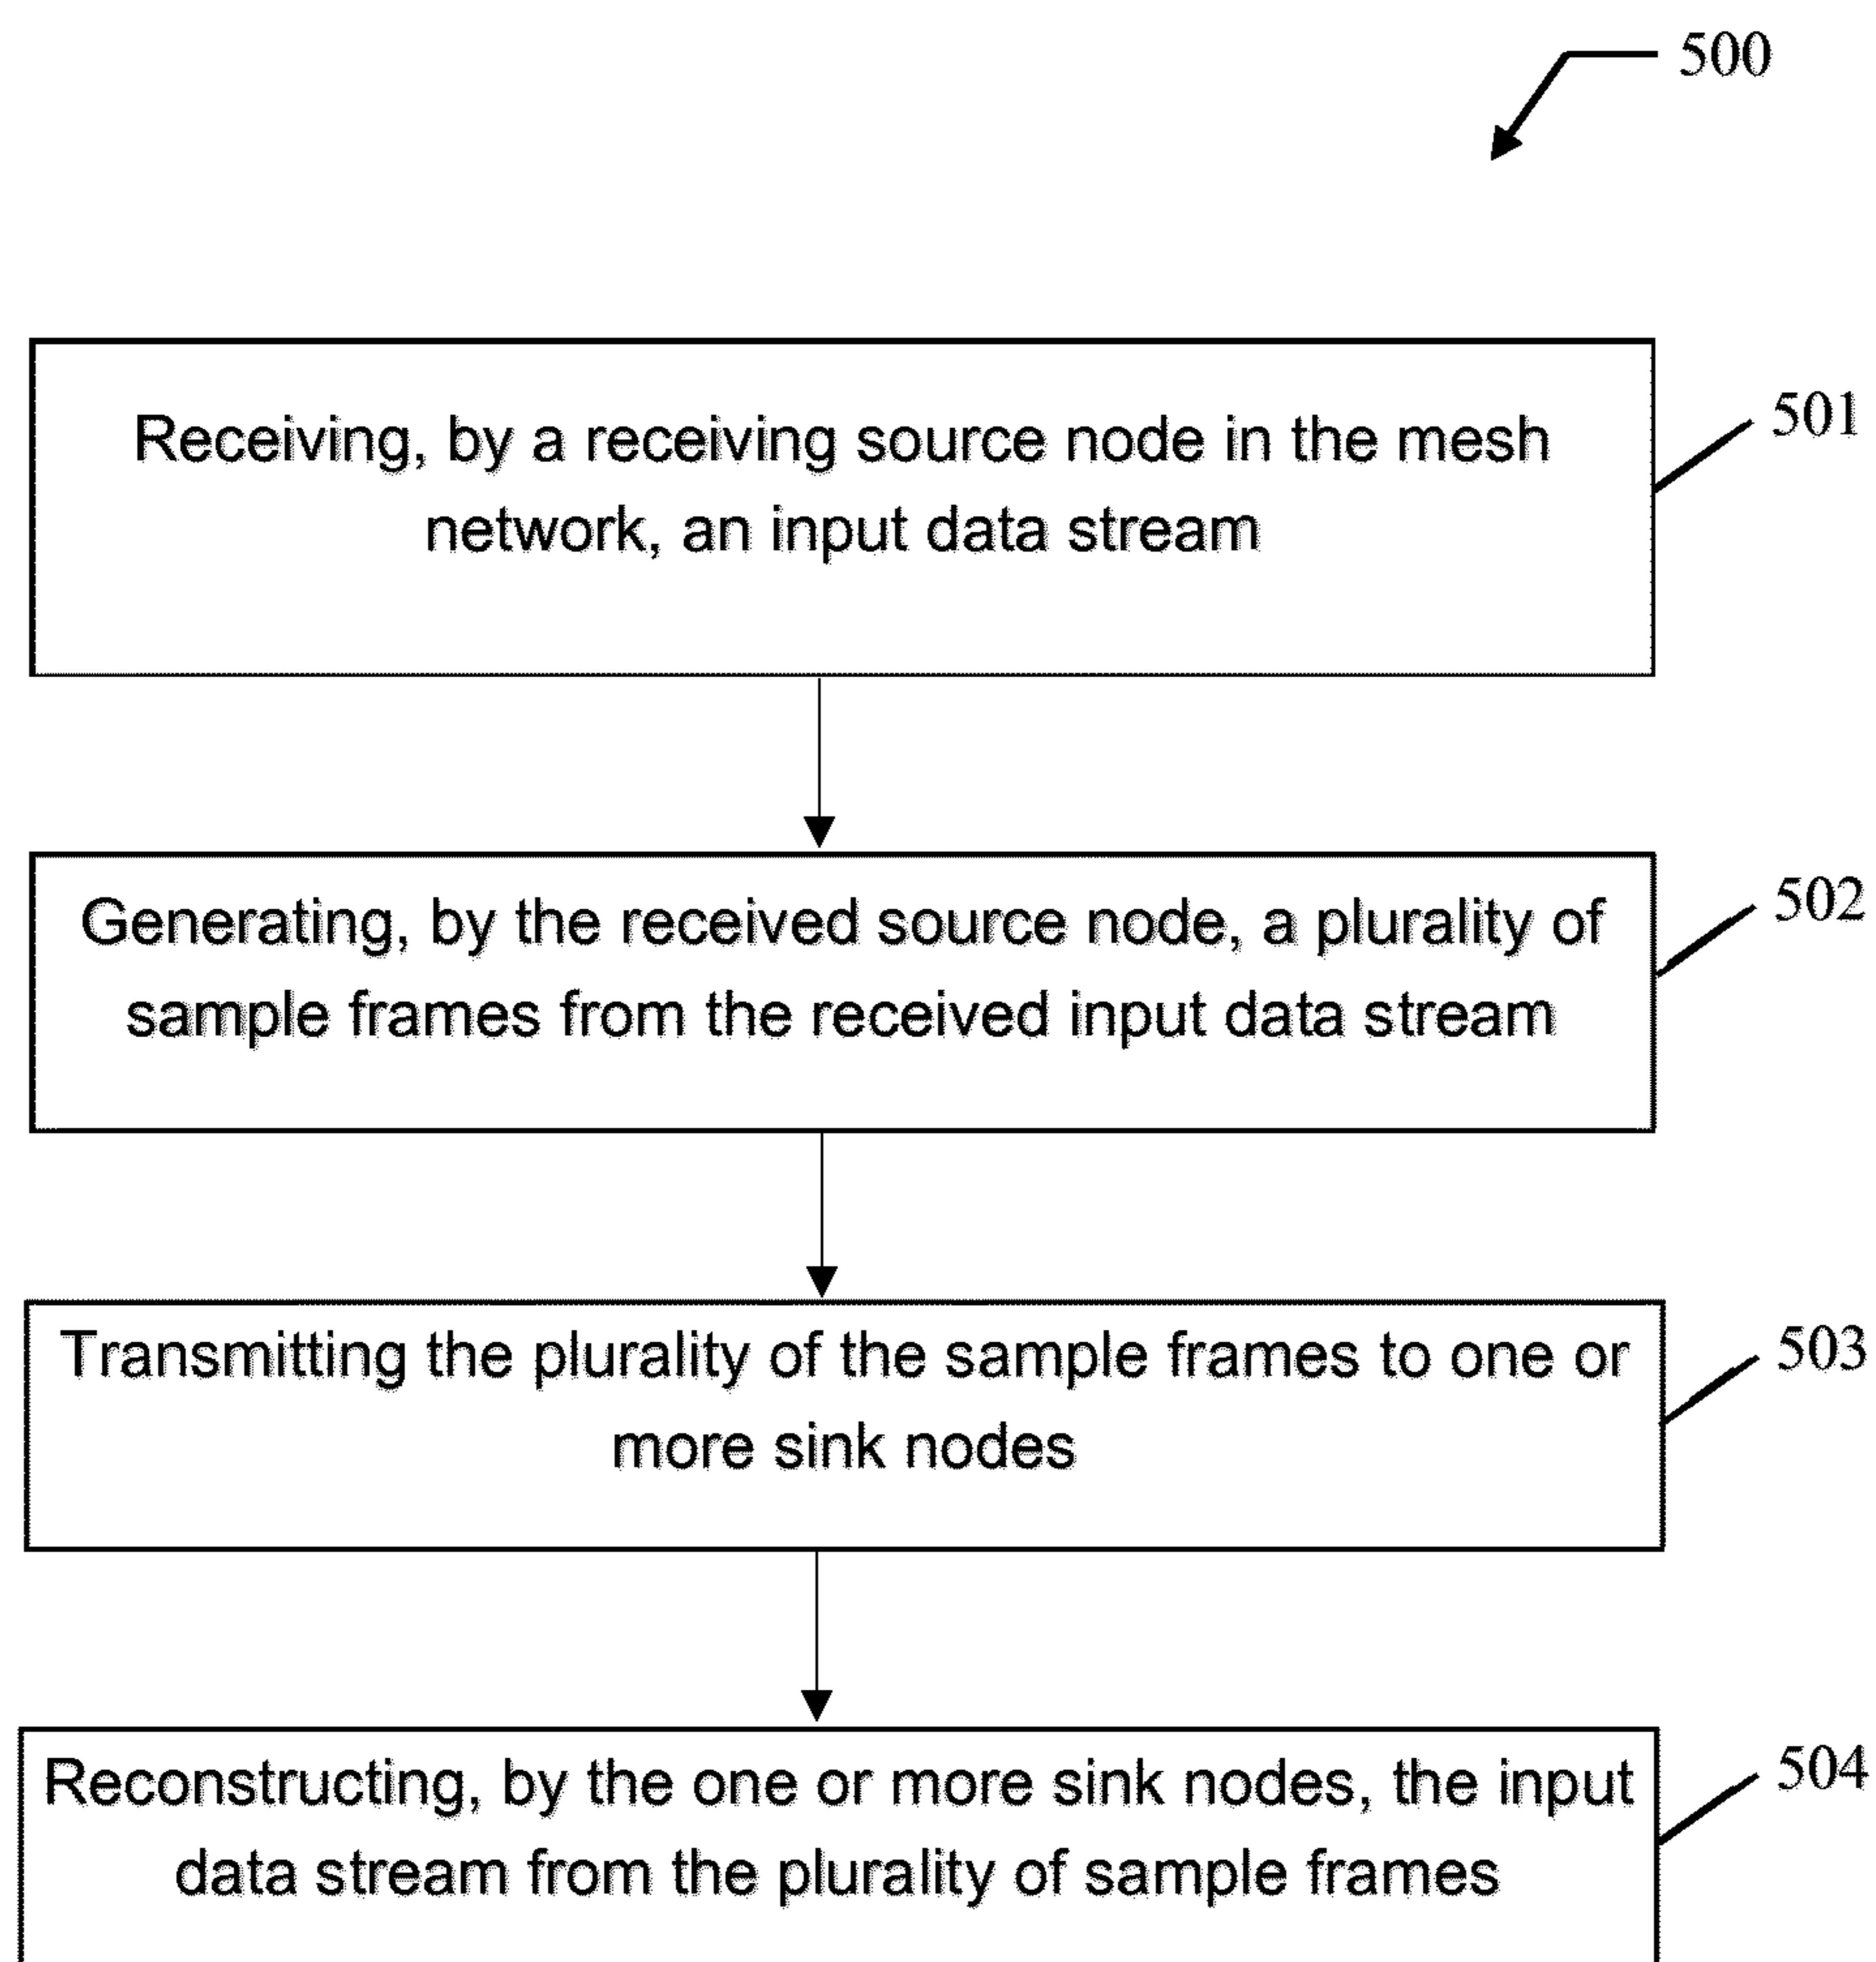 500
Receiving, by a receiving source node in the mesh
network, an input data stream
501
Generating, by the received source node, a plurality of
sample frames from the received input data stream
502
Transmitting the plurality of the sample frames to one or
more sink nodes
503
Reconstructing, by the one or more sink nodes, the input
data stream from the plurality of sample frames
504